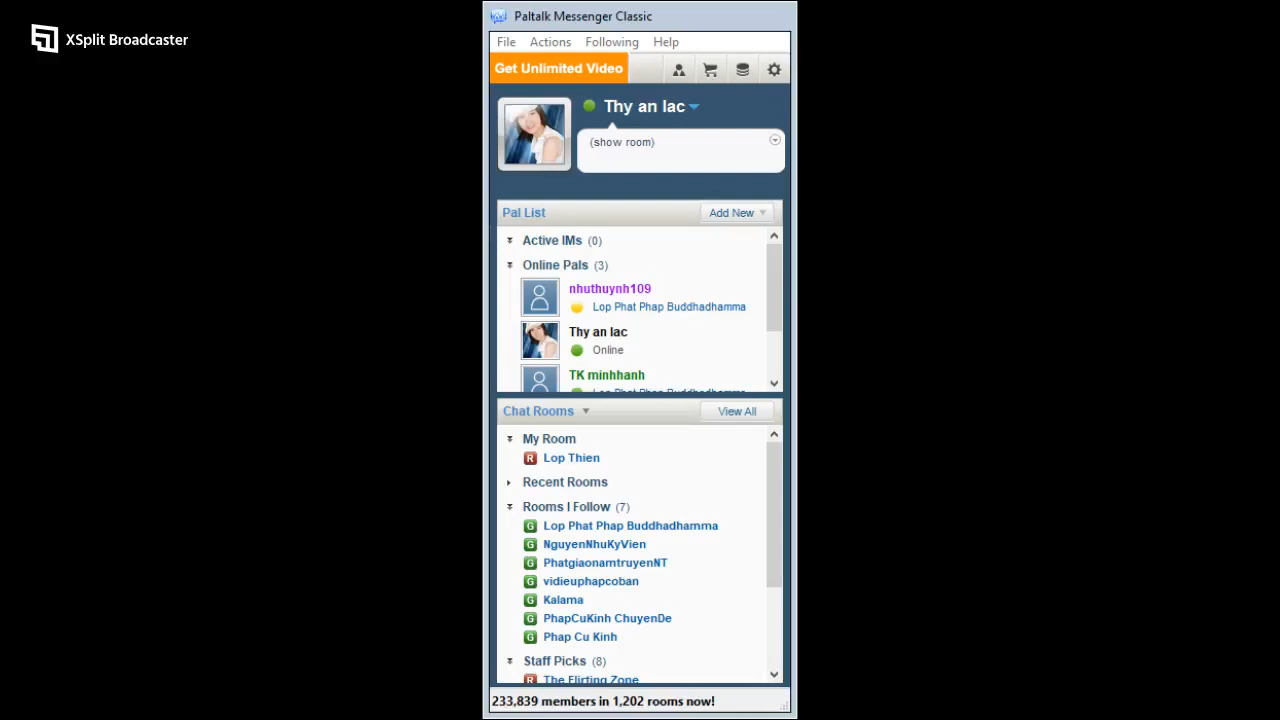 XSplit Broadcaster
Paltalk Messenger Classic
File Actions Following Help
Get Unlimited Video
Thy an lac
(show room)
Pal List Add New
Active IMs (0)
Online Pals (3)
nhuthuynh109
Lop Phat Phap Buddhadhamma
Thy an lac
Online
TK minhhanh
Lop Phat Phap Buddhadhamma
Chat Rooms View All
My Room
R Lop Thien
Recent Rooms
Rooms I Follow (7)
G Lop Phat Phap Buddhadhamma
G NguyenNhuKyVien
G PhatgiaonamtruyenNT
G vidieuphapcoban
G Kalama
G PhapCuKinh ChuyenDe
G Phap Cu Kinh
Staff Picks (8)
R The Flirting Zone
233,839 members in 1,202 rooms now!